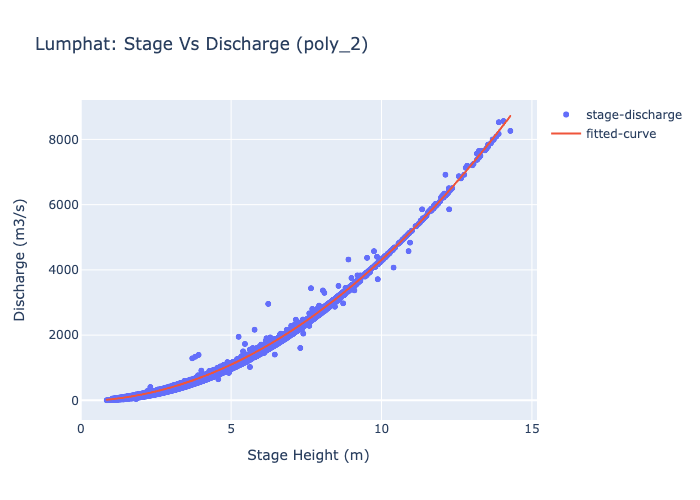 Lumphat: Stage Vs Discharge (poly_2)
stage-discharge
fitted-curve
8000
6000
4000
2000
0
Discharge (m3/s)
0
5
10
15
Stage Height (m)